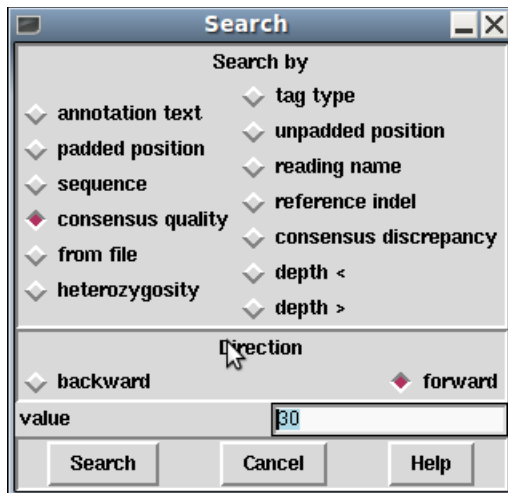 Search
Search by
annotation text
padded position
sequence
consensus quality
from file
heterozygosity
tag type
unpadded position
reading name
reference indel
consensus discrepancy
depth <
depth >
Direction
backward
forward
value 30
Search Cancel Help